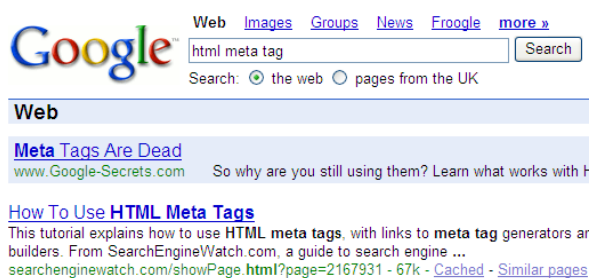 Google™
Web Images Groups News Froogle more »
html meta tag Search
Search: the web pages from the UK
Web
Meta Tags Are Dead
www.Google-Secrets.com So why are you still using them? Learn what works with
How To Use HTML Meta Tags
This tutorial explains how to use HTML meta tags, with links to meta tag generators
builders. From SearchEngineWatch.com, a guide to search engine ...
searchenginewatch.com/showPage.html?page=2167931 - 67k - Cached - Similar pages